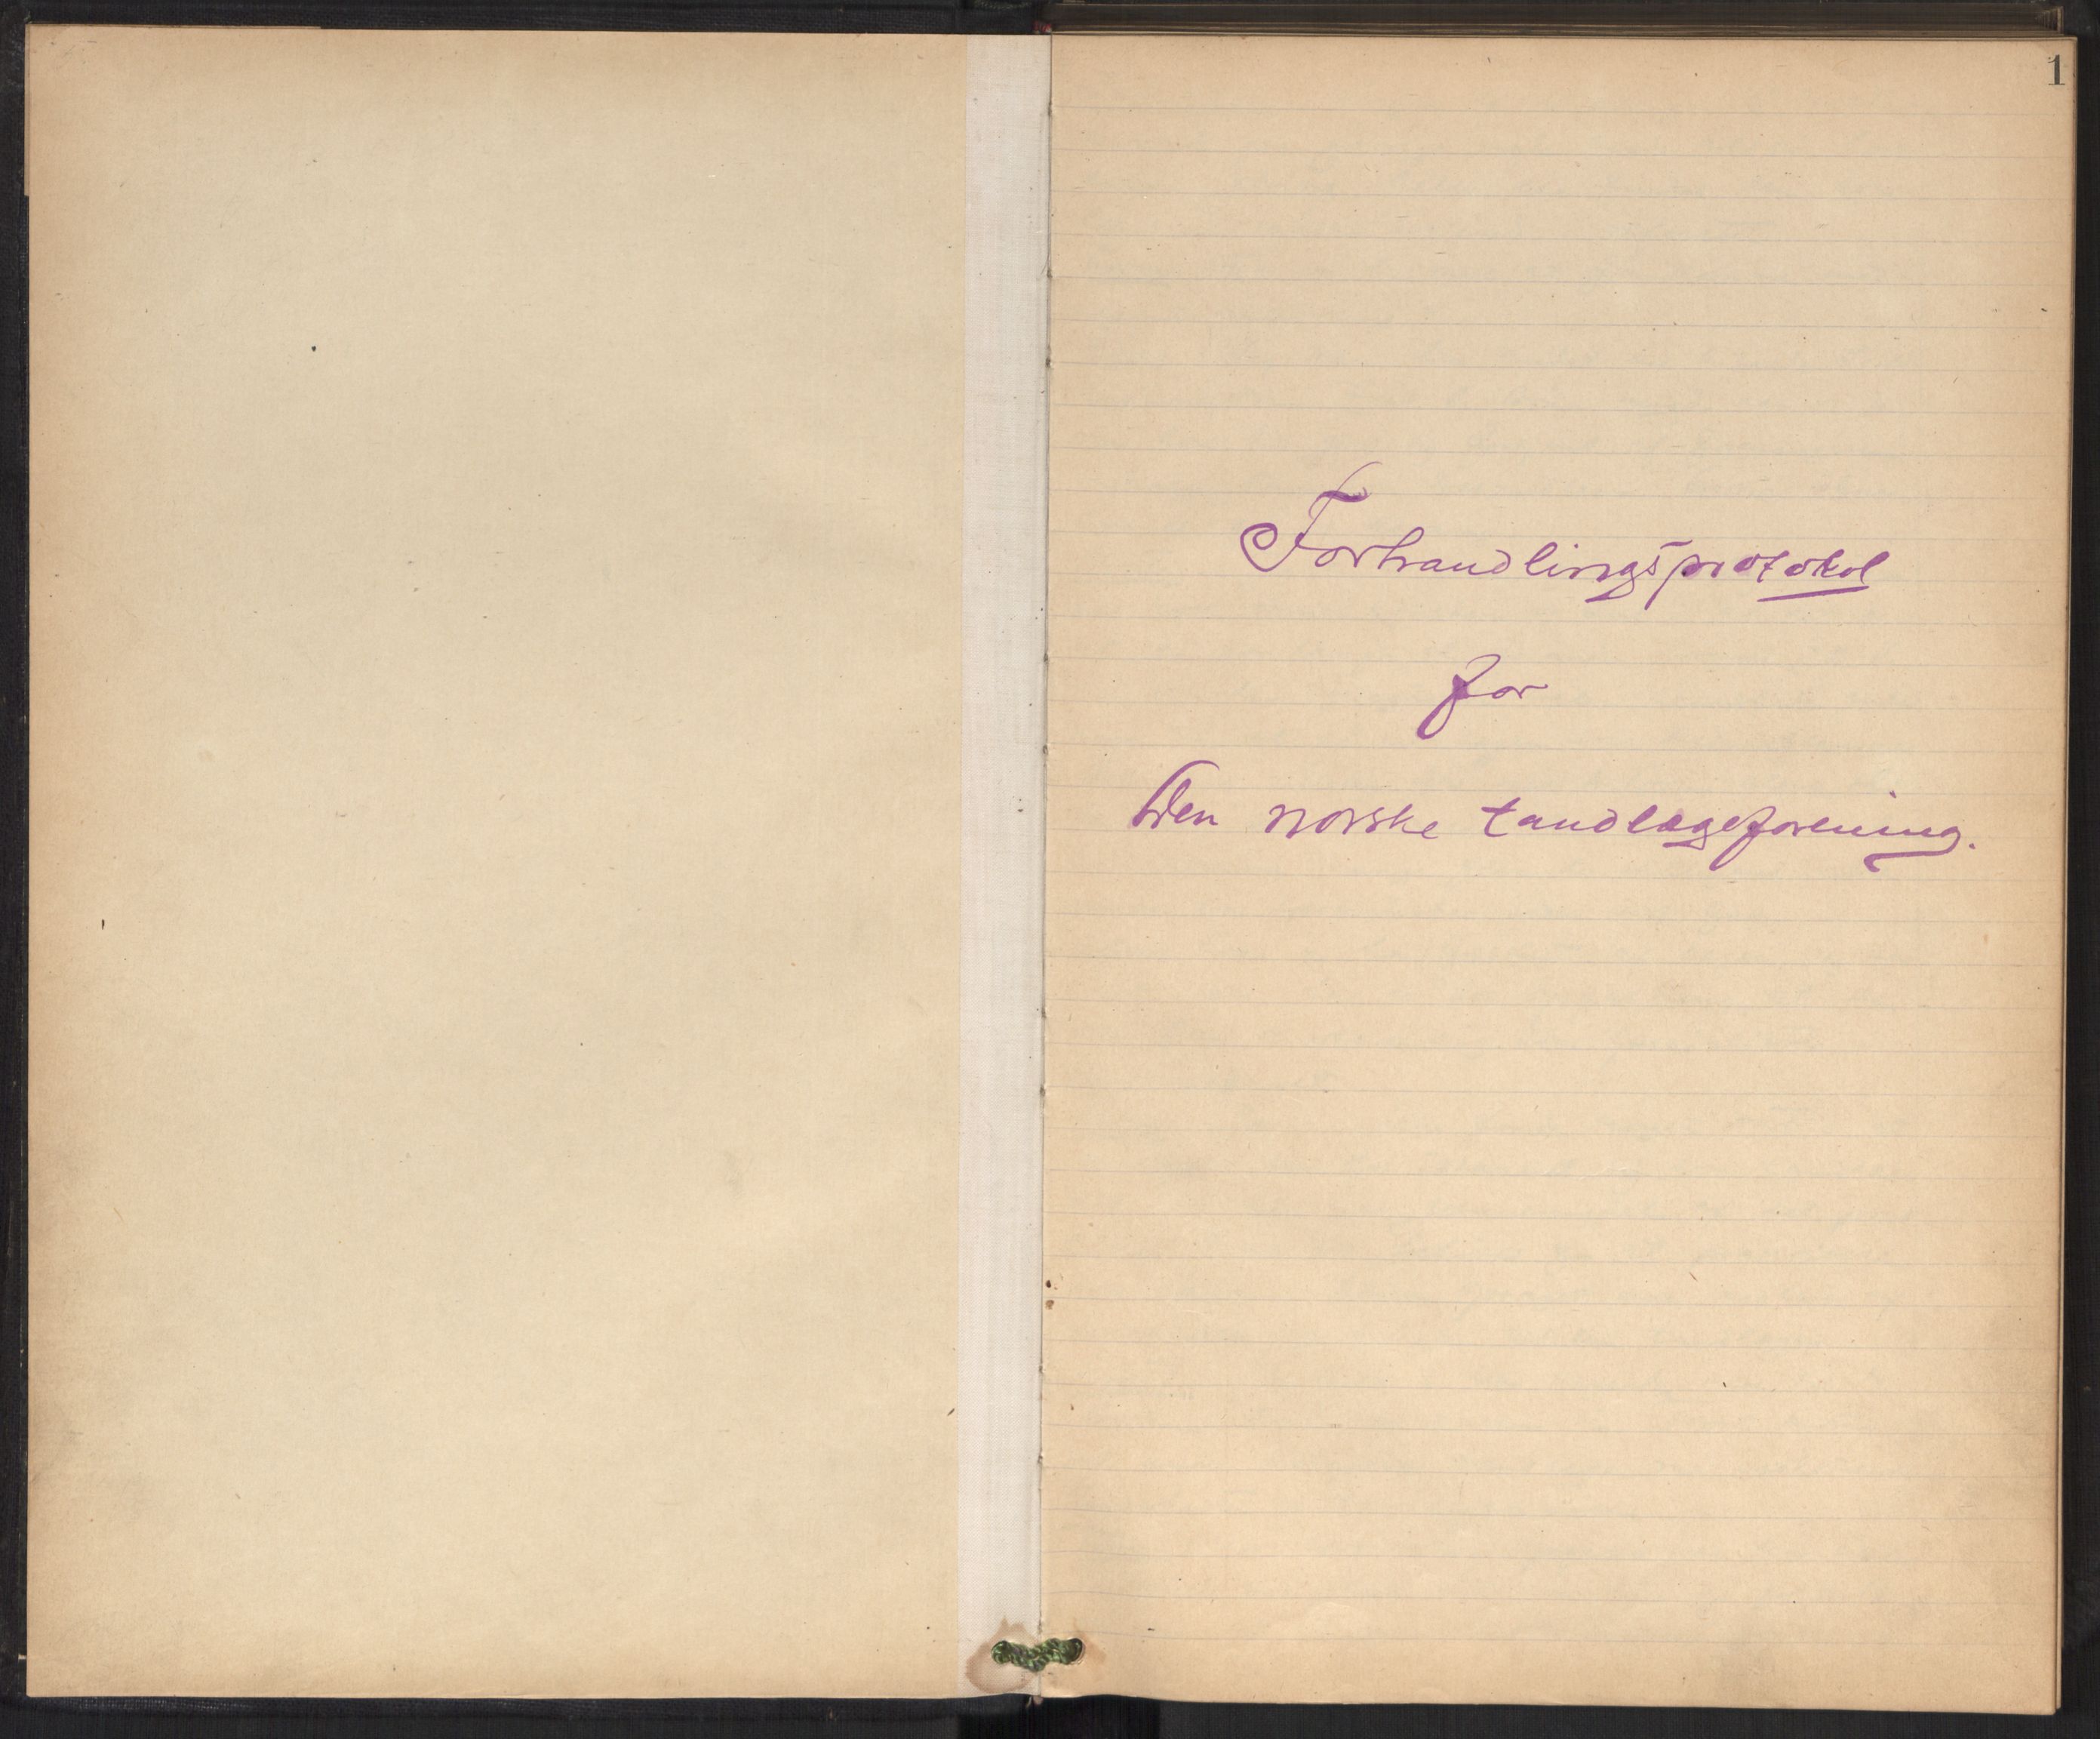 1
Forhandlingsprotokol
for
Den norske tandlægeforening.